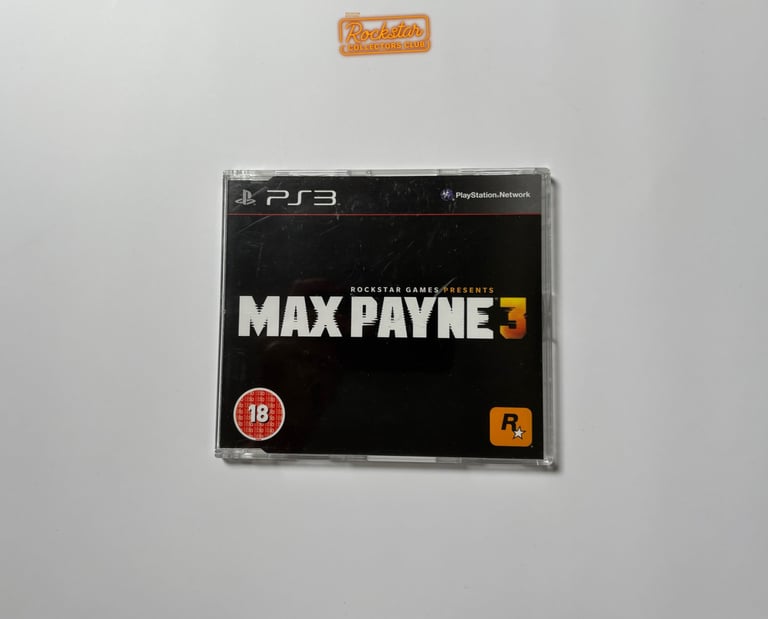 Rockstar
COLLECTORS CLUB
PS3
PlayStation®Network
ROCKSTAR GAMES PRESENTS
MAX PAYNE 3
18
R